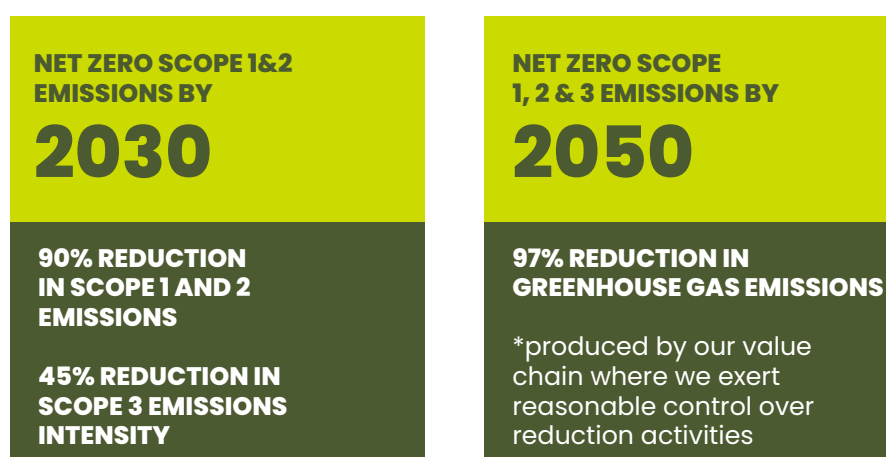 NET ZERO SCOPE 1&2
EMISSIONS BY
2030
90% REDUCTION
IN SCOPE 1 AND 2
EMISSIONS
45% REDUCTION IN
SCOPE 3 EMISSIONS
INTENSITY
NET ZERO SCOPE
1, 2 & 3 EMISSIONS BY
2050
97% REDUCTION IN
GREENHOUSE GAS EMISSIONS
*produced by our value
chain where we exert
reasonable control over
reduction activities